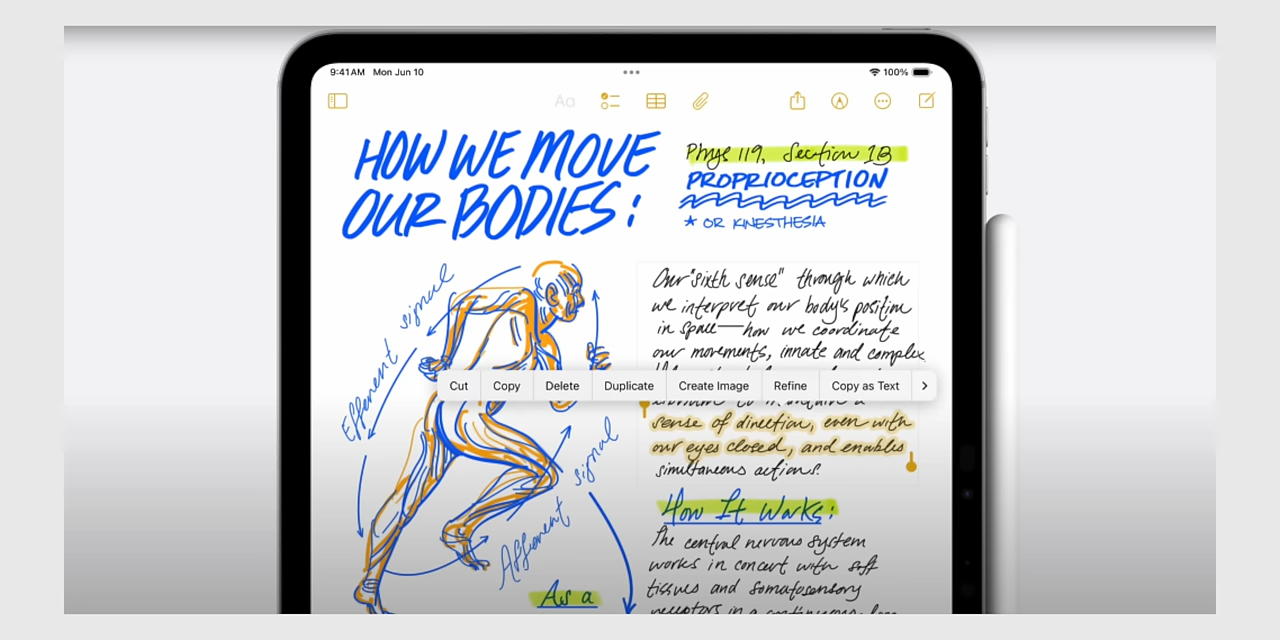 9:41AM Mon Jun 10
100%
Aa
HOW WE MOVE
OUR BODIES:
Phys 119, Section 1B
PROPRIOCEPTION
* OR KINESTHESIA
Efferent signal
Our "sixth sense" through which
we interpret our body's position
in space—how we coordinate
our movements, innate and complex
Cut Copy Delete Duplicate Create Image Refine Copy as Text
sense of direction, even with
our eyes closed, and enables
simultaneous actions.
Afferent signal
How It Works:
The central nervous system
works in concert with soft
tissues and somatosensory
receptors in a
As a